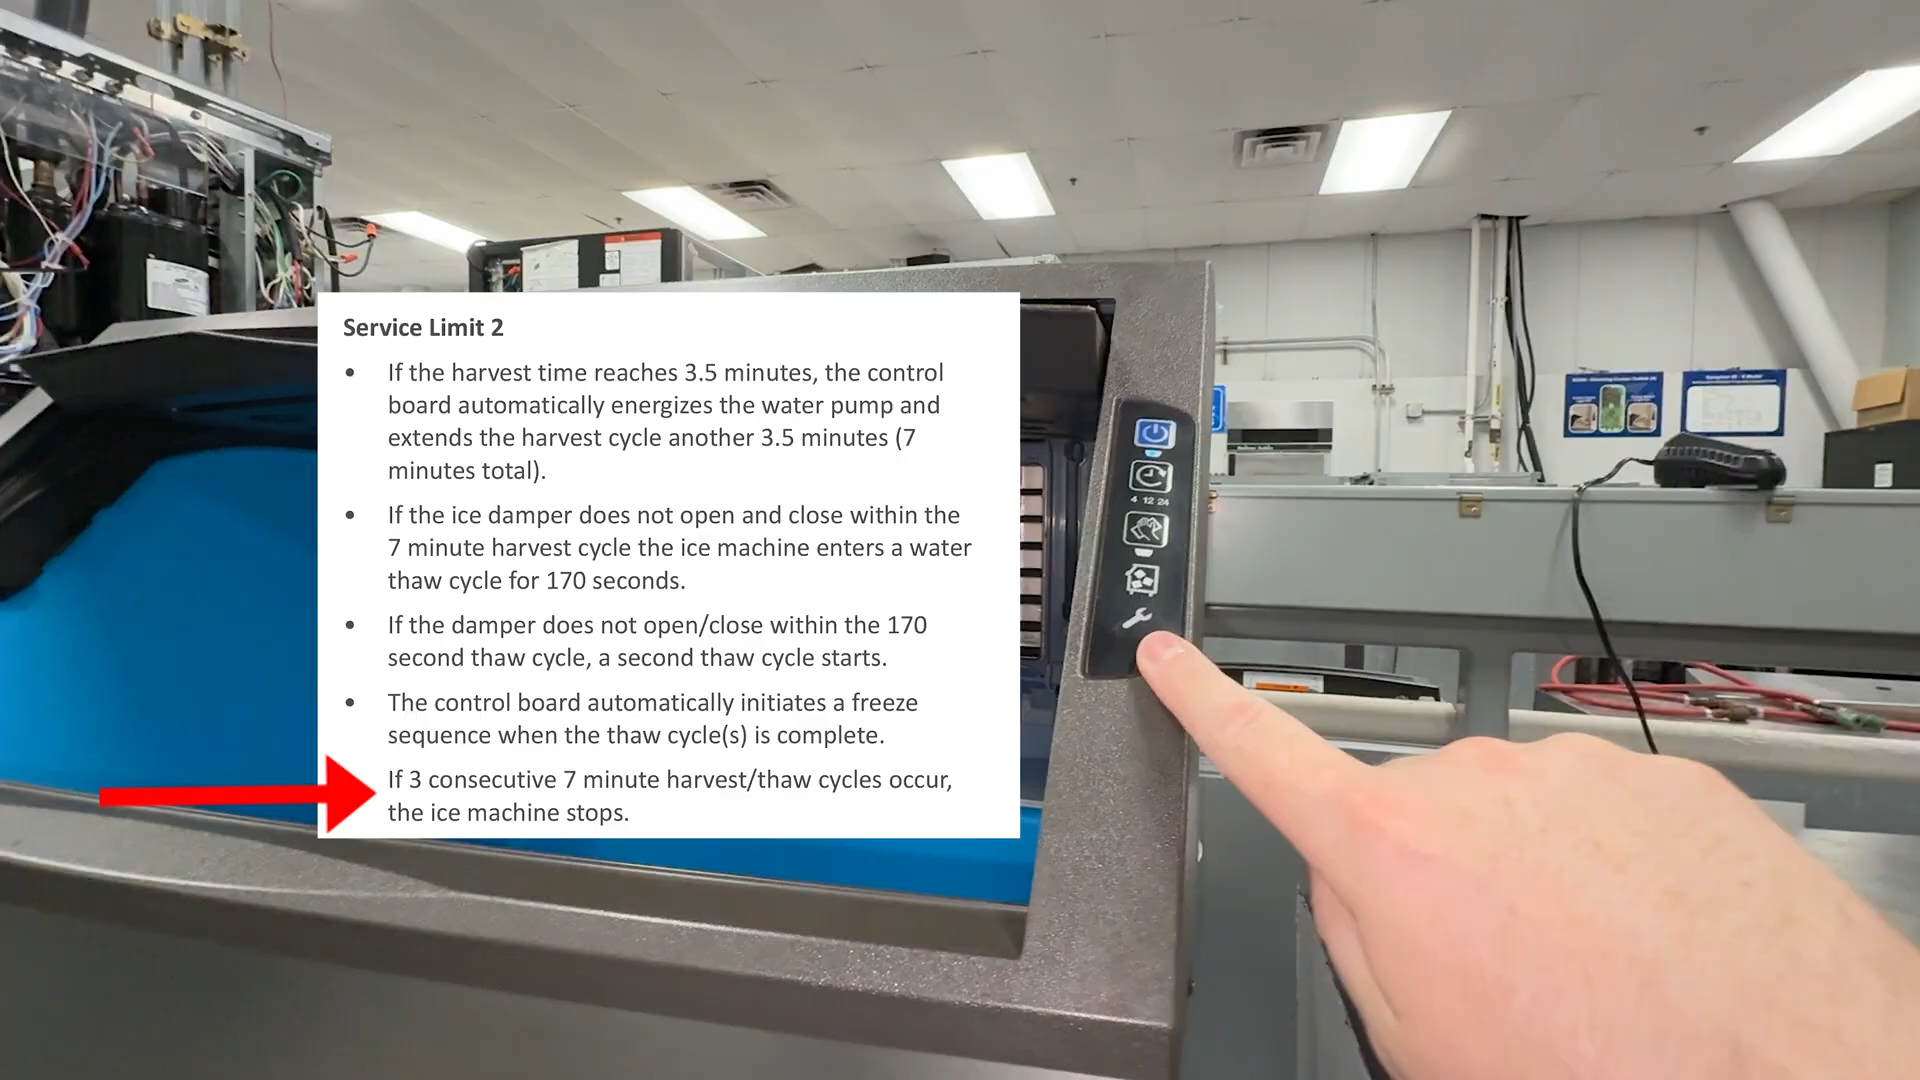 Service Limit 2
• If the harvest time reaches 3.5 minutes, the control
board automatically energizes the water pump and
extends the harvest cycle another 3.5 minutes (7
minutes total).
• If the ice damper does not open and close within the
7 minute harvest cycle the ice machine enters a water
thaw cycle for 170 seconds.
• If the damper does not open/close within the 170
second thaw cycle, a second thaw cycle starts.
• The control board automatically initiates a freeze
sequence when the thaw cycle(s) is complete.
If 3 consecutive 7 minute harvest/thaw cycles occur,
the ice machine stops.
4 12 24